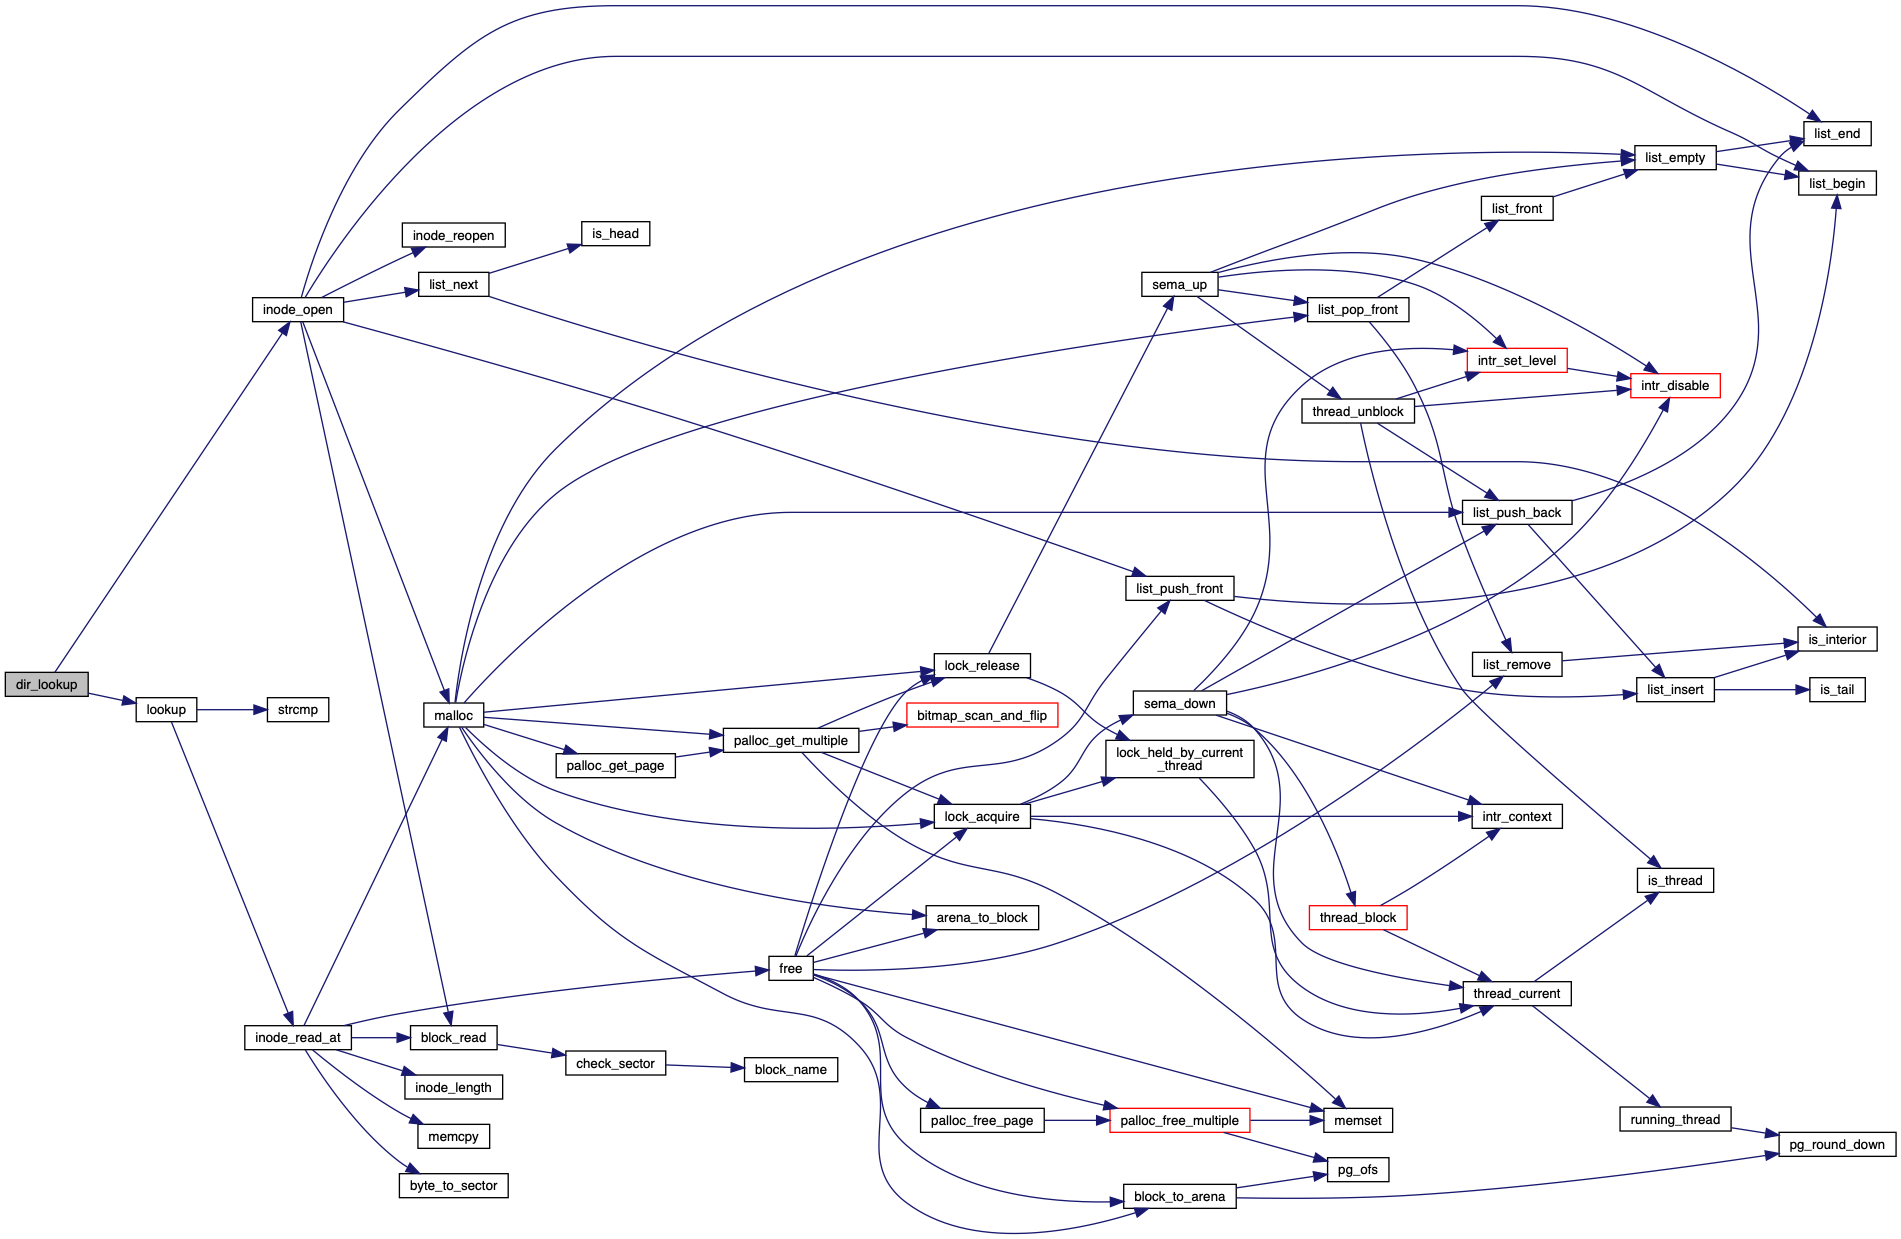 list_end
list_empty
list_begin
list_front
inode_reopen
is_head
list_next
sema_up
inode_open
list_pop_front
intr_set_level
intr_disable
thread_unblock
list_push_back
list_push_front
is_interior
list_remove
lock_release
dir_lookup
list_insert
is_tail
lookup
strcmp
malloc
bitmap_scan_and_flip
sema_down
palloc_get_multiple
lock_held_by_current
_thread
palloc_get_page
lock_acquire
intr_context
is_thread
arena_to_block
thread_block
free
thread_current
inode_read_at
block_read
check_sector
block_name
inode_length
palloc_free_page
palloc_free_multiple
memset
running_thread
memcpy
pg_round_down
pg_ofs
byte_to_sector
block_to_arena